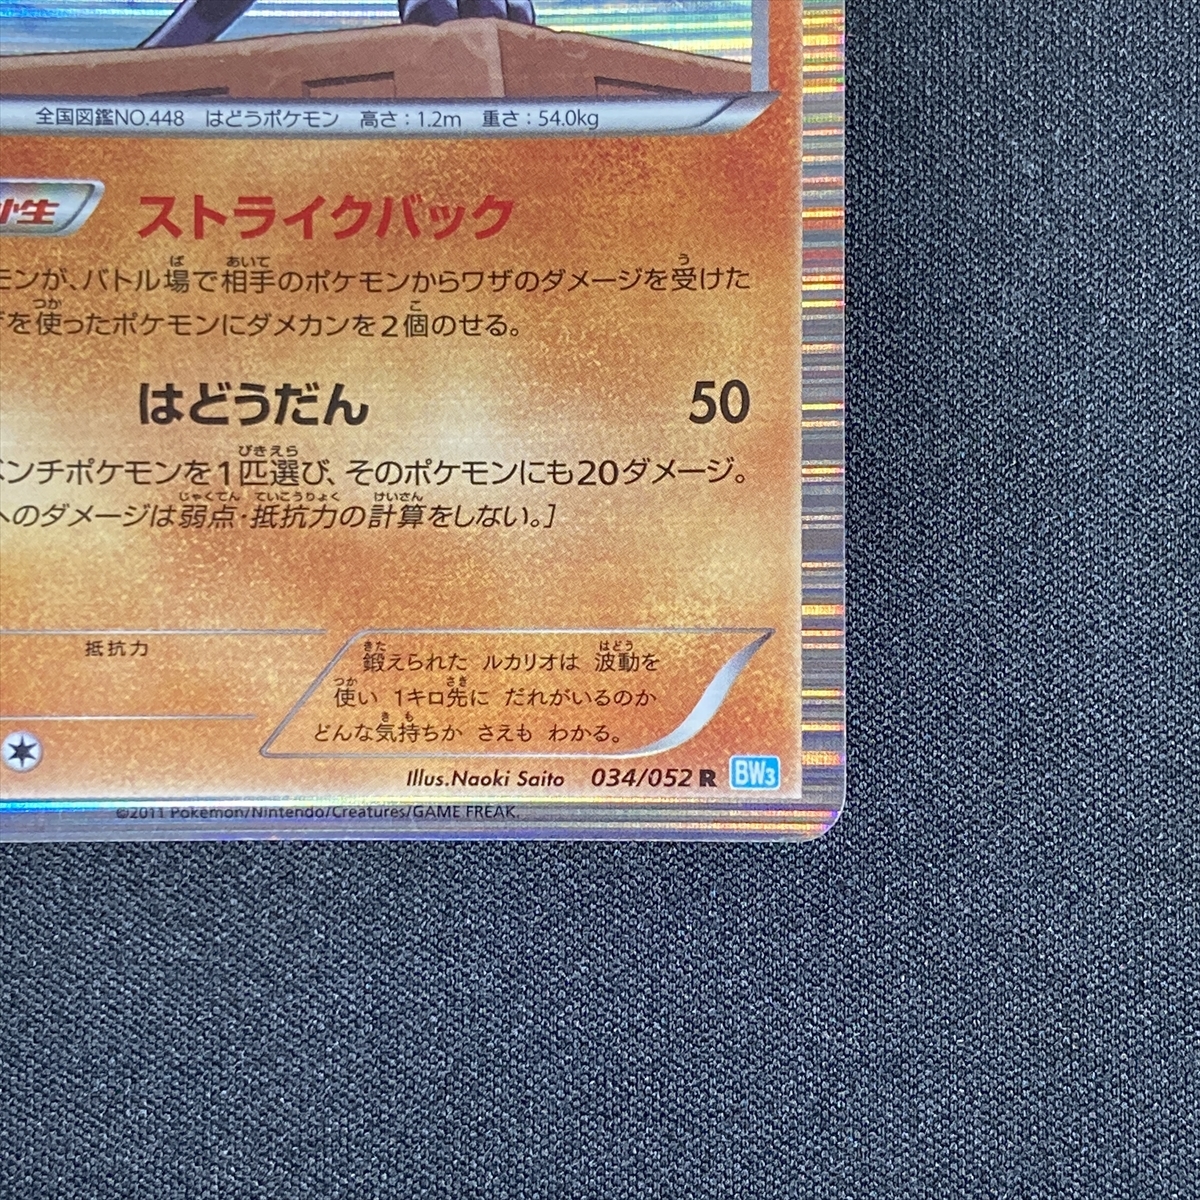 全国図鑑NO.448 はどうポケモン 高さ:1.2m 重さ:54.0kg
性 ストライクバック
モンが、バトル場で相手のポケモンからワザのダメージを受けた
を使ったポケモンにダメカンを2個のせる。
はどうだん 50
ベンチポケモンを1匹選び、そのポケモンにも20ダメージ。
へのダメージは弱点・抵抗力の計算をしない。]
抵抗力
鍛えられた ルカリオは 波動を
使い 1キロ先に だれがいるのか
どんな気持ちか さえも わかる。
Illus.Naoki Saito 034/052 R BW3
©2011 Pokémon/Nintendo/Creatures/GAME FREAK.